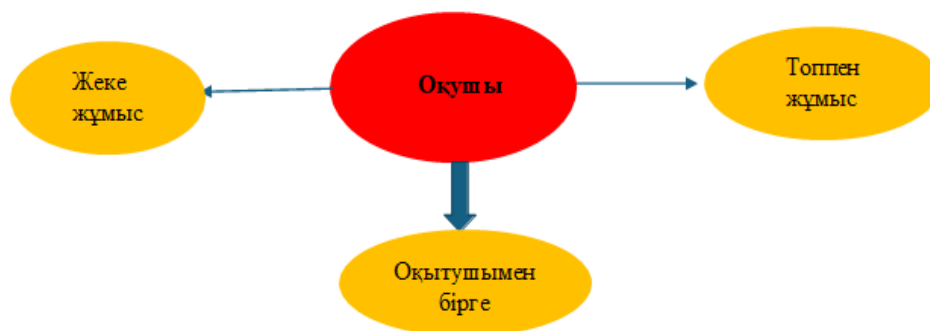 Жеке
жұмыс
Оқушы
Топпен
жұмыс
Оқытушымен
бірге